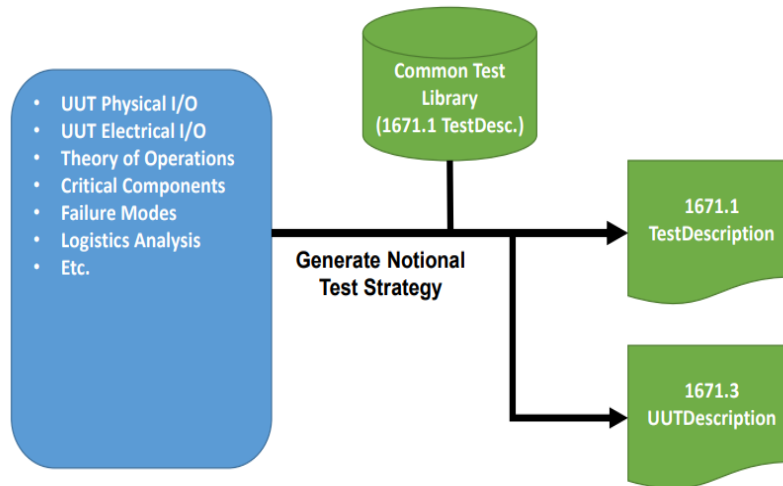 • UUT Physical I/O
• UUT Electrical I/O
• Theory of Operations
• Critical Components
• Failure Modes
• Logistics Analysis
• Etc.
Common Test
Library
(1671.1 TestDesc.)
Generate Notional
Test Strategy
1671.1
TestDescription
1671.3
UUTDescription